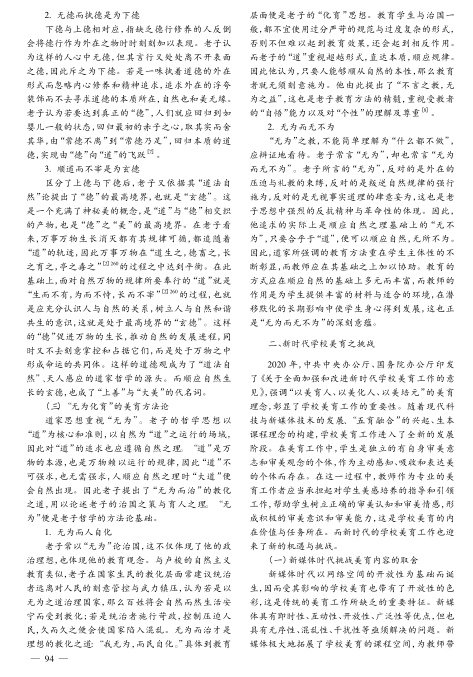 2. 无德而执德是为下德
下德与上德相对应,指缺乏德行修养的人反倒
会将德行作为外在之物时时刻刻加以表现。老子认
为这样的人心中无德,但其言行又处处离不开表面
之德,因此斥之为下德。若是一味执着道德的外在
形式而忽略内心修养和精神追求,追求外在的浮夸
装饰而不去寻求道德的本质所在,自然也和美无缘。
老子认为若要达到真正的“德”,人们就应回归到如
婴儿一般的状态,回归最初的赤子之心,取其实而舍
其华,由“常德不离”到“常德乃足”,回归本质的道
德,实现由“德”向“道”的飞跃[2]。
3. 顺道而不宰是为玄德
区分了上德与下德后,老子又依据其“道法自
然”论提出了“德”的最高境界,也就是“玄德”。这
是一个充满了神秘美的概念,是“道”与“德”相交织
的产物,也是“德”之“美”的最高境界。在老子看
来,万事万物生长消灭都有其规律可循,都追随着
“道”的轨迹,因此万事万物在“道生之,德畜之,长
之育之,亭之毒之”[2]260的过程中达到平衡。在此
基础上,面对自然万物的规律所要奉行的“道”就是
“生而不有,为而不恃,长而不宰”[2]260的过程,也就
是应充分认识人与自然的关系,树立人与自然和谐
共生的意识,这就是处于最高境界的“玄德”。这样
的“德”促进万物的生长,推动自然的发展进程,同
时又不去刻意掌控和占据它们,而是处于万物之中
形成命运的共同体。这样的道德观成为了“道法自
然”、天人感应的道家哲学的源头。而顺应自然生
长的玄德,也成了“上善”与“大美”的代名词。
(三) “无为化育”的美育方法论
道家思想重视“无为”。老子的哲学思想以
“道”为核心和准则,以自然为“道”之运行的场域,
因此对“道”的追求也应遵循自然之理。“道”是万
物的本源,也是万物赖以运行的规律,因此“道”不
可强求,也无需强求,人顺应自然之理时“大道”便
会自然出现。因此老子提出了“无为而治”的教化
之道,用以论述老子的治国之策与育人之理。“无
为”便是老子哲学的方法论基础。
1. 无为而人自化
老子常以“无为”论治国,这不仅体现了他的政
治理想,也体现他的教育观念。与卢梭的自然主义
教育类似,老子在国家生民的教化层面常建议统治
者远离对人民的刻意管控与武力镇压,认为若是以
无为之道治理国家,那么百姓将会自然而然生活安
宁而受到教化;若是统治者施行苛政,控制压迫人
民,久而久之便会使国家陷入混乱。无为而治才是
理想的教化之道:“我无为,而民自化。”具体到教育
层面便是老子的“化育”思想。教育学生与治国一
般,都不宜使用过分严苛的规范与过度复杂的形式,
否则不但难以起到教育效果,还会起到相反作用。
而老子的“道”重视超越形式,直达本质,顺应规律。
因此他认为,只要人能够顺从自然的本性,那么教育
者就无须刻意施为。他由此提出了“不言之教,无
为之益”,这也是老子教育方法的精髓,重视受教者
的“自悟”能力以及对“个性”的理解及尊重[6]。
2. 无为而无不为
“无为”之教,不能简单理解为“什么都不做”,
应辨证地看待。老子常言“无为”,却也常言“无为
而无不为”。老子所言的“无为”,反对的是外在的
压迫与礼教的束缚,反对的是叛逆自然规律的强行
施为,反对的是无视事实道理的肆意妄为,这也是老
子思想中强烈的反抗精神与革命性的体现。因此,
他追求的实际上是顺应自然之理基础上的“无不
为”,只要合乎于“道”,便可以顺应自然,无所不为。
因此,道家所强调的教育方法重在学生主体性的不
断彰显,而教师应在其基础之上加以协助。教育的
方式应在顺应自然的基础上多元而丰富,而教师的
作用是为学生提供丰富的材料与适合的环境,在潜
移默化的长期影响中使学生身心得到发展,这也正
是“无为而无不为”的深刻意蕴。
二、新时代学校美育之挑战
2020 年,中共中央办公厅、国务院办公厅印发
了《关于全面加强和改进新时代学校美育工作的意
见》,强调“以美育人、以美化人、以美培元”的美育
理念,彰显了学校美育工作的重要性。随着现代科
技与新媒体技术的发展,“五育融合”的兴起、生本
课程理念的构建,学校美育工作进入了全新的发展
阶段。在美育工作中,学生是独立的有自身审美意
志和审美观念的个体,作为主动感知、吸收和表达美
的个体而存在。在这一过程中,教师作为专业的美
育工作者应当承担起对学生美感培养的指导和引领
工作,帮助学生树立正确的审美认知和审美情感,形
成积极的审美意识和审美能力,这是学校美育的内
在价值与任务所在。而新时代的学校美育工作也迎
来了新的机遇与挑战。
(一) 新媒体时代挑战美育内容的取舍
新媒体时代以网络空间的开放性为基础而诞
生,因而受其影响的学校美育也带有了开放性的色
彩,这是传统的美育工作所缺乏的重要特征。新媒
体具有即时性、互动性、开放性、广泛性等优点,但也
具有无序性、混乱性、干扰性等亟须解决的问题。新
媒体极大地拓展了学校美育的课程空间,为教师带
— 94 —